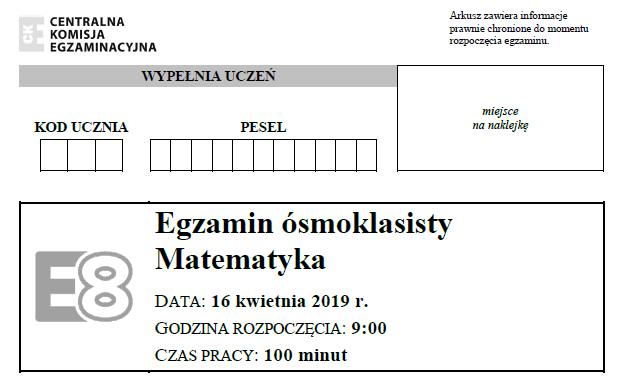 CKE
CENTRALNA
KOMISJA
EGZAMINACYJNA
Arkusz zawiera informacje
prawnie chronione do momentu
rozpoczęcia egzaminu.
WYPEŁNIA UCZEŃ
KOD UCZNIA
PESEL
miejsce
na naklejkę
E8
Egzamin ósmoklasisty
Matematyka
DATA: 16 kwietnia 2019 r.
GODZINA ROZPOCZĘCIA: 9:00
CZAS PRACY: 100 minut